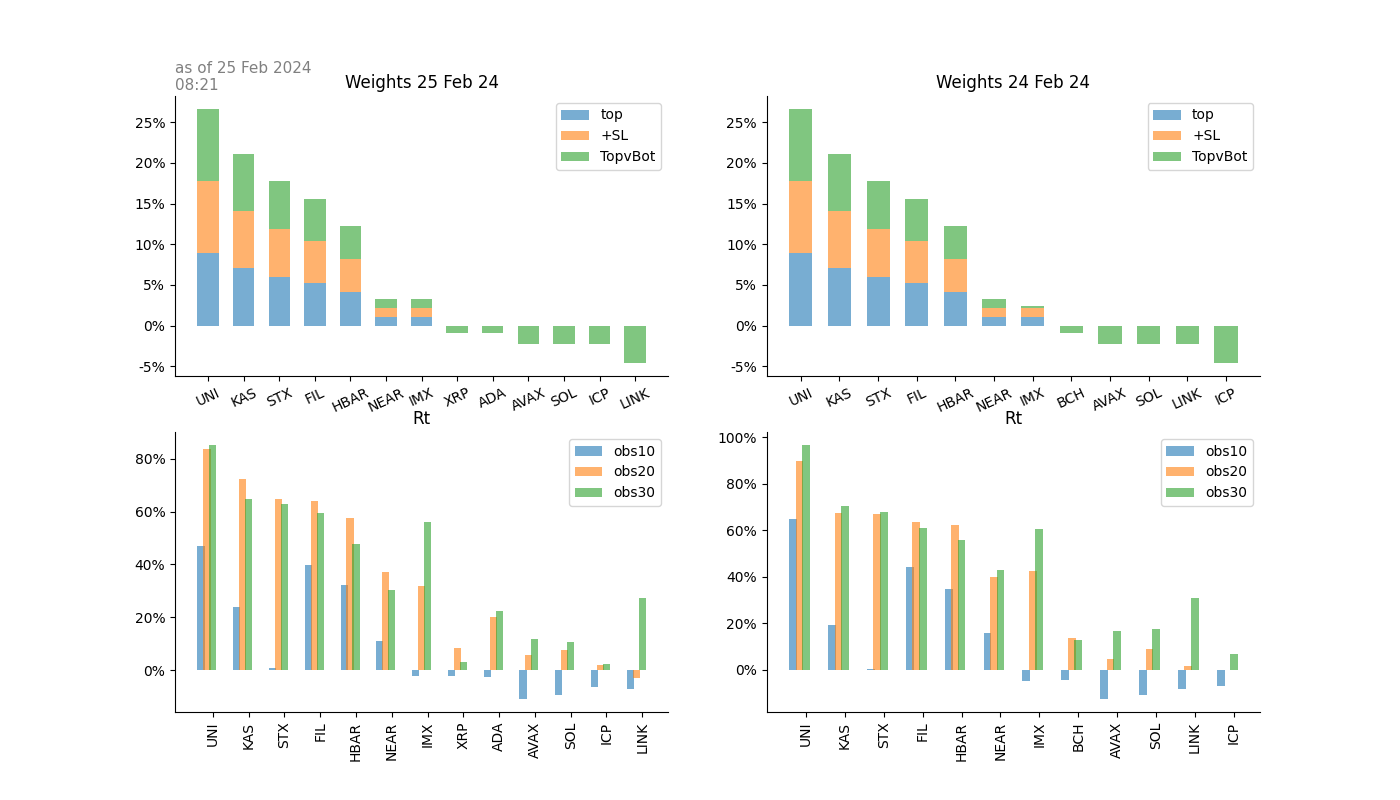 as of 25 Feb 2024
08:21
Weights 25 Feb 24
25%
20%
15%
10%
5%
0%
-5%
top
+SL
TopvBot
UNI KAS STX FIL HBAR NEAR IMX XRP ADA AVAX SOL ICP LINK
Weights 24 Feb 24
25%
20%
15%
10%
5%
0%
-5%
top
+SL
TopvBot
UNI KAS STX FIL HBAR NEAR IMX BCH AVAX SOL LINK ICP
Rt
80%
60%
40%
20%
0%
obs10
obs20
obs30
UNI KAS STX FIL HBAR NEAR IMX XRP ADA AVAX SOL ICP LINK
Rt
100%
80%
60%
40%
20%
0%
obs10
obs20
obs30
UNI KAS STX FIL HBAR NEAR IMX BCH AVAX SOL LINK ICP